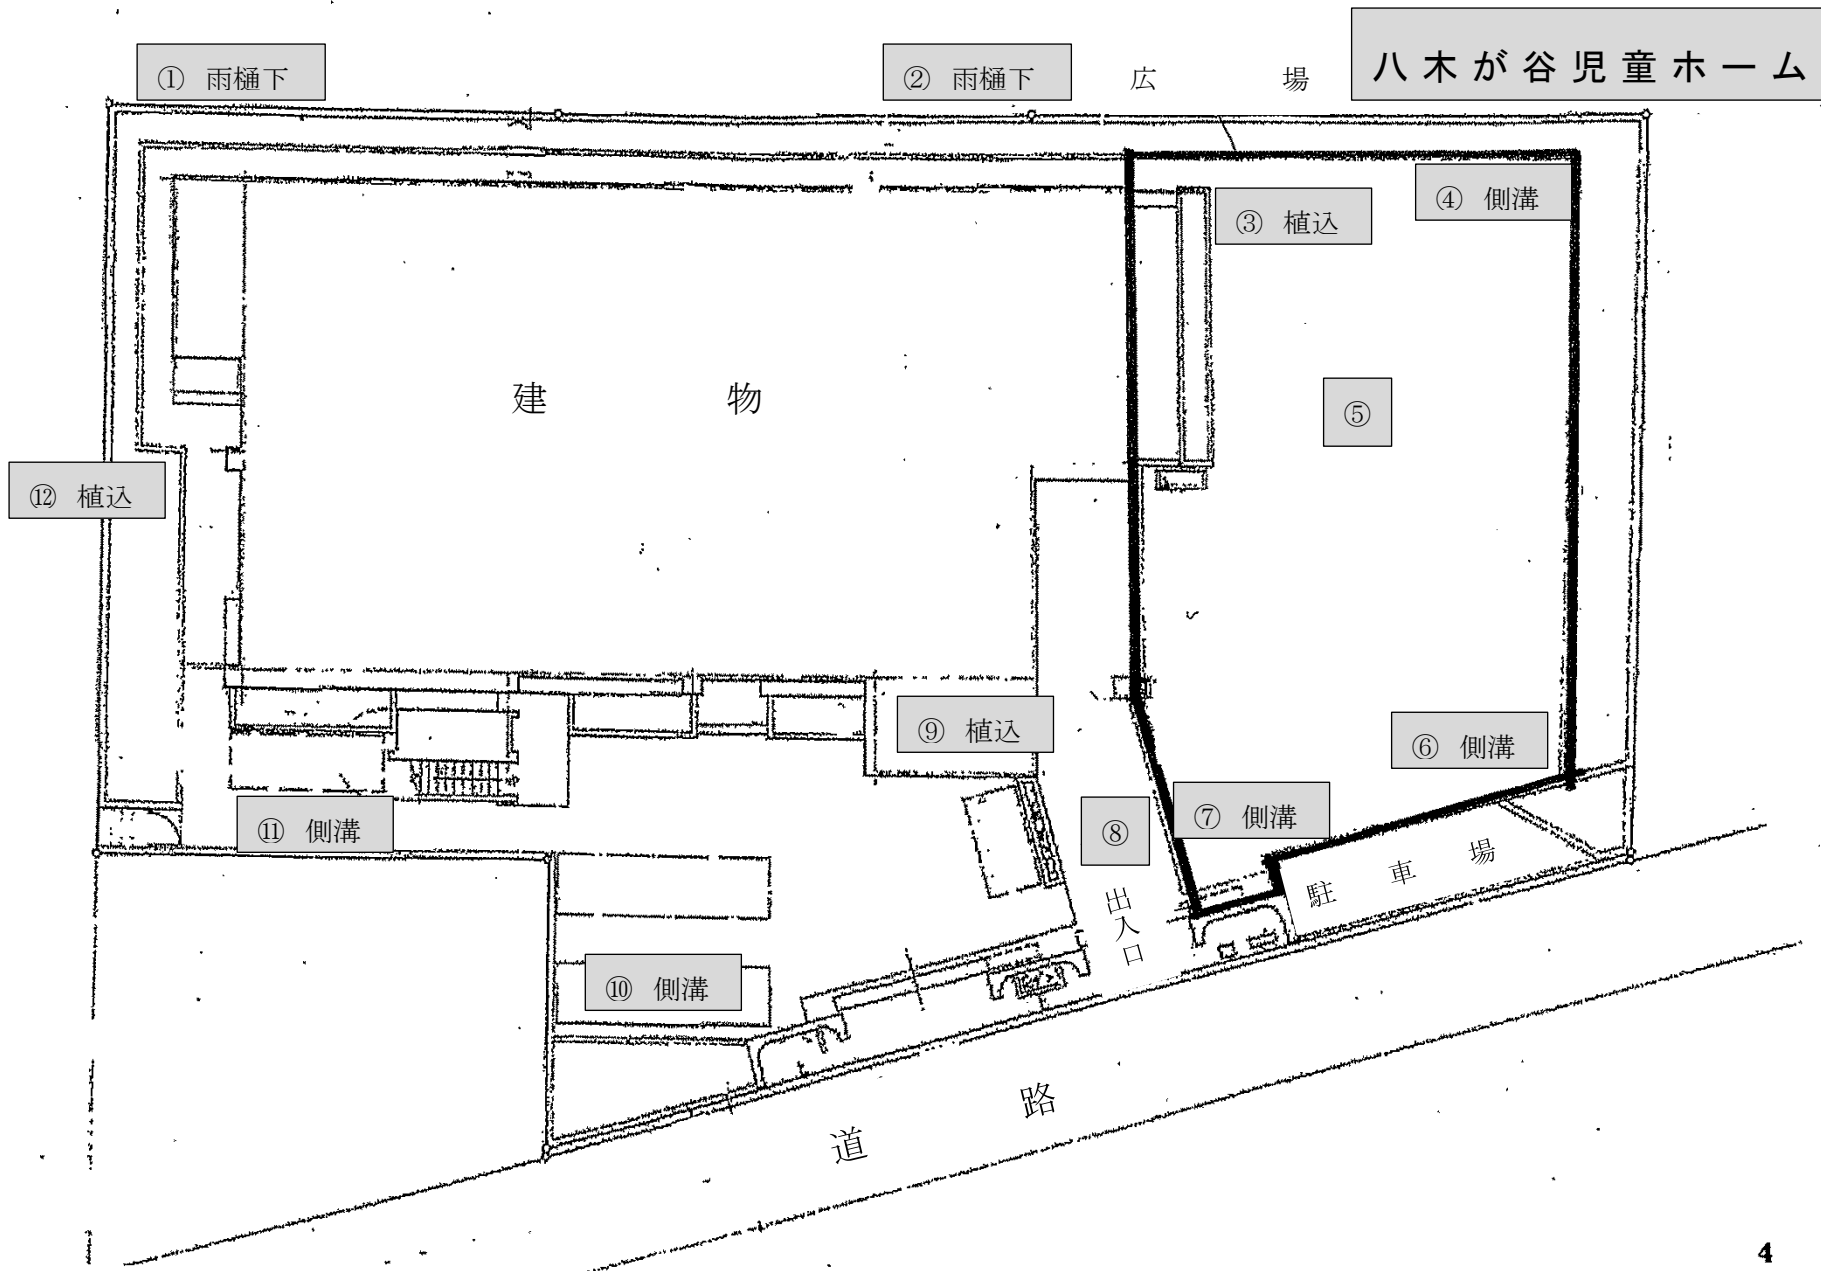 八木が谷児童ホーム
① 雨樋下
② 雨樋下
広場
③ 植込
④ 側溝
建物
⑤
⑫ 植込
⑨ 植込
⑥ 側溝
⑪ 側溝
⑧
⑦ 側溝
駐車場
出入口
⑩ 側溝
道路
4